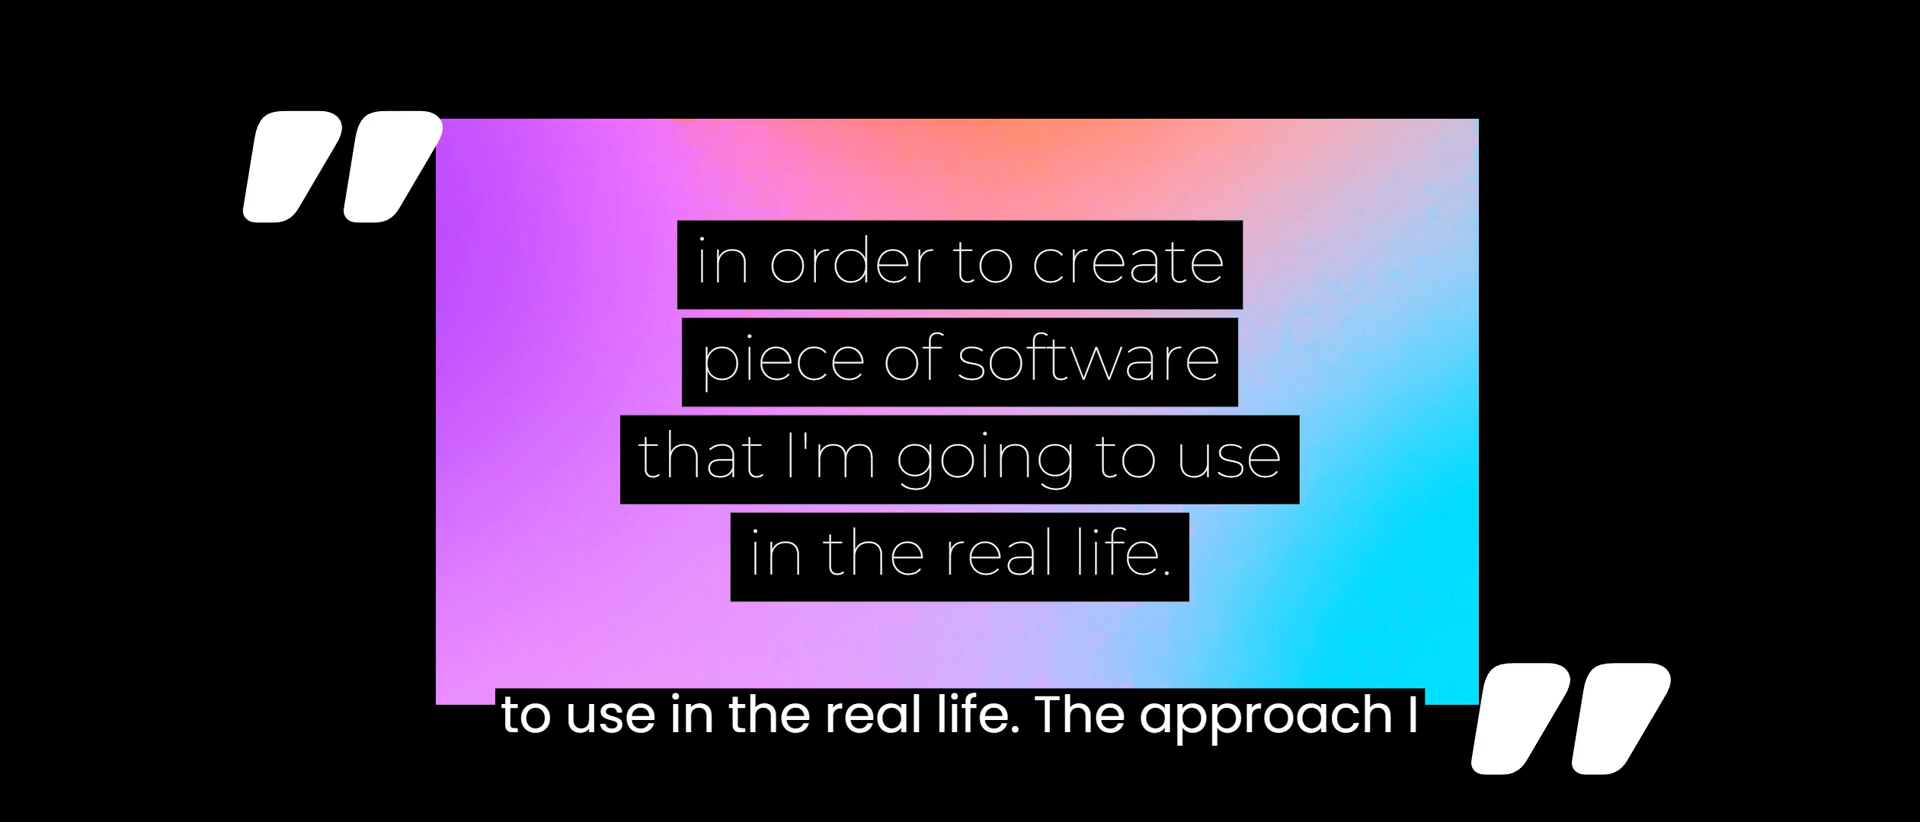 in order to create
piece of software
that I'm going to use
in the real life.
to use in the real life. The approach I